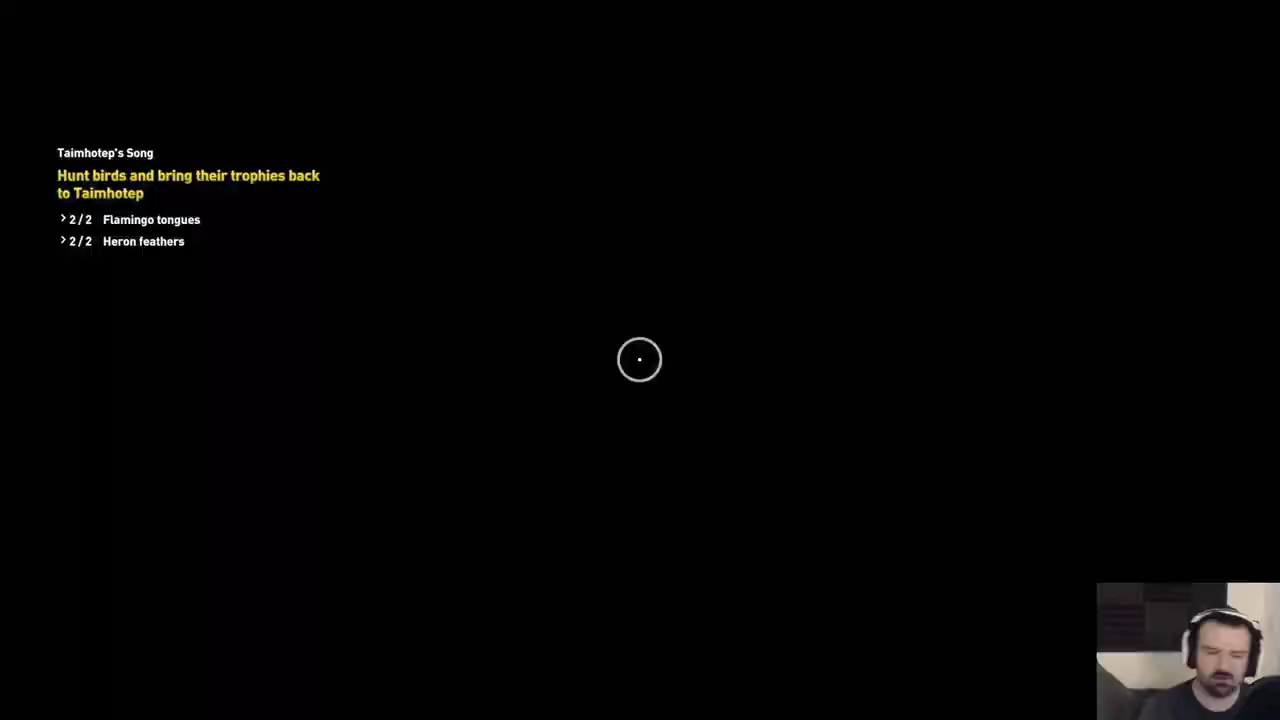 Taimhotep's Song
Hunt birds and bring their trophies back
to Taimhotep
> 2 / 2 Flamingo tongues
> 2 / 2 Heron feathers